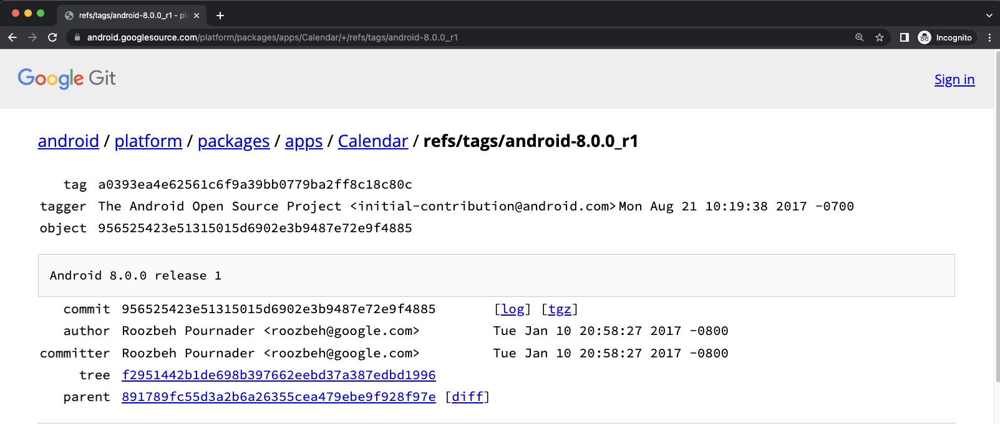 refs/tags/android-8.0.0_r1 - pl
android.googlesource.com/platform/packages/apps/Calendar/+/refs/tags/android-8.0.0_r1
Incognito
Google Git
Sign in
android / platform / packages / apps / Calendar / refs/tags/android-8.0.0_r1
tag a0393ea4e62561c6f9a39bb0779ba2ff8c18c80c
tagger The Android Open Source Project <initial-contribution@android.com> Mon Aug 21 10:19:38 2017 -0700
object 956525423e51315015d6902e3b9487e72e9f4885
Android 8.0.0 release 1
commit 956525423e51315015d6902e3b9487e72e9f4885 [log] [tgz]
author Roozbeh Pournader <roozbeh@google.com> Tue Jan 10 20:58:27 2017 -0800
committer Roozbeh Pournader <roozbeh@google.com> Tue Jan 10 20:58:27 2017 -0800
tree f2951442b1de698b397662eebd37a387edbd1996
parent 891789fc55d3a2b6a26355cea479ebe9f928f97e [diff]